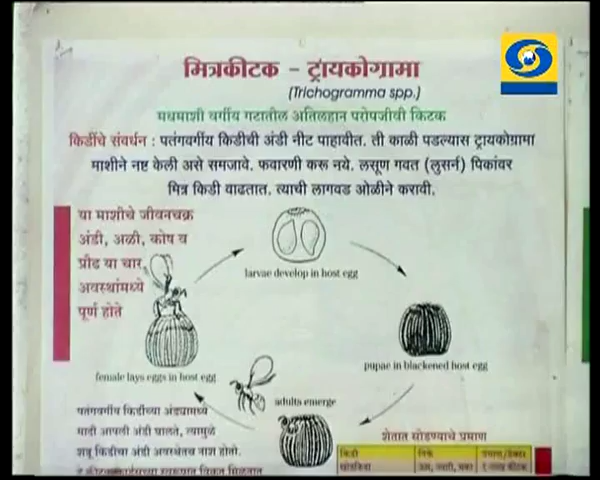 मित्रकीटक - ट्रायकोग्रामा
(Trichogramma spp.)
मधमाशी वर्गीय गटातील अतिलहान परोपजीवी किटक
किडींचे संवर्धन : पतंगवर्गीय किडीची अंडी नीट पाहावीत. ती काळी पडल्यास ट्रायकोग्रामा
माशीने नष्ट केली असे समजावे. फवारणी करू नये. लसूण गवत (लुसर्न) पिकांवर
मित्र किडी वाढतात. त्याची लागवड ओळीने करावी.
या माशीचे जीवनचक्र
अंडी, अळी, कोष व
प्रौढ या चार
अवस्थांमध्ये
पूर्ण होते
larvae develop in host egg
pupae in blackened host egg
female lays eggs in host egg
adults emerge
पतंगवर्गीय किडींच्या अंड्यामध्ये
मादी आपली अंडी घालते, त्यामुळे
शत्रू किडींचा अंडी अवस्थेतच नाश होतो.
शेतात सोडण्याचे प्रमाण
किडी
पिके
प्रमाण/हेक्टर